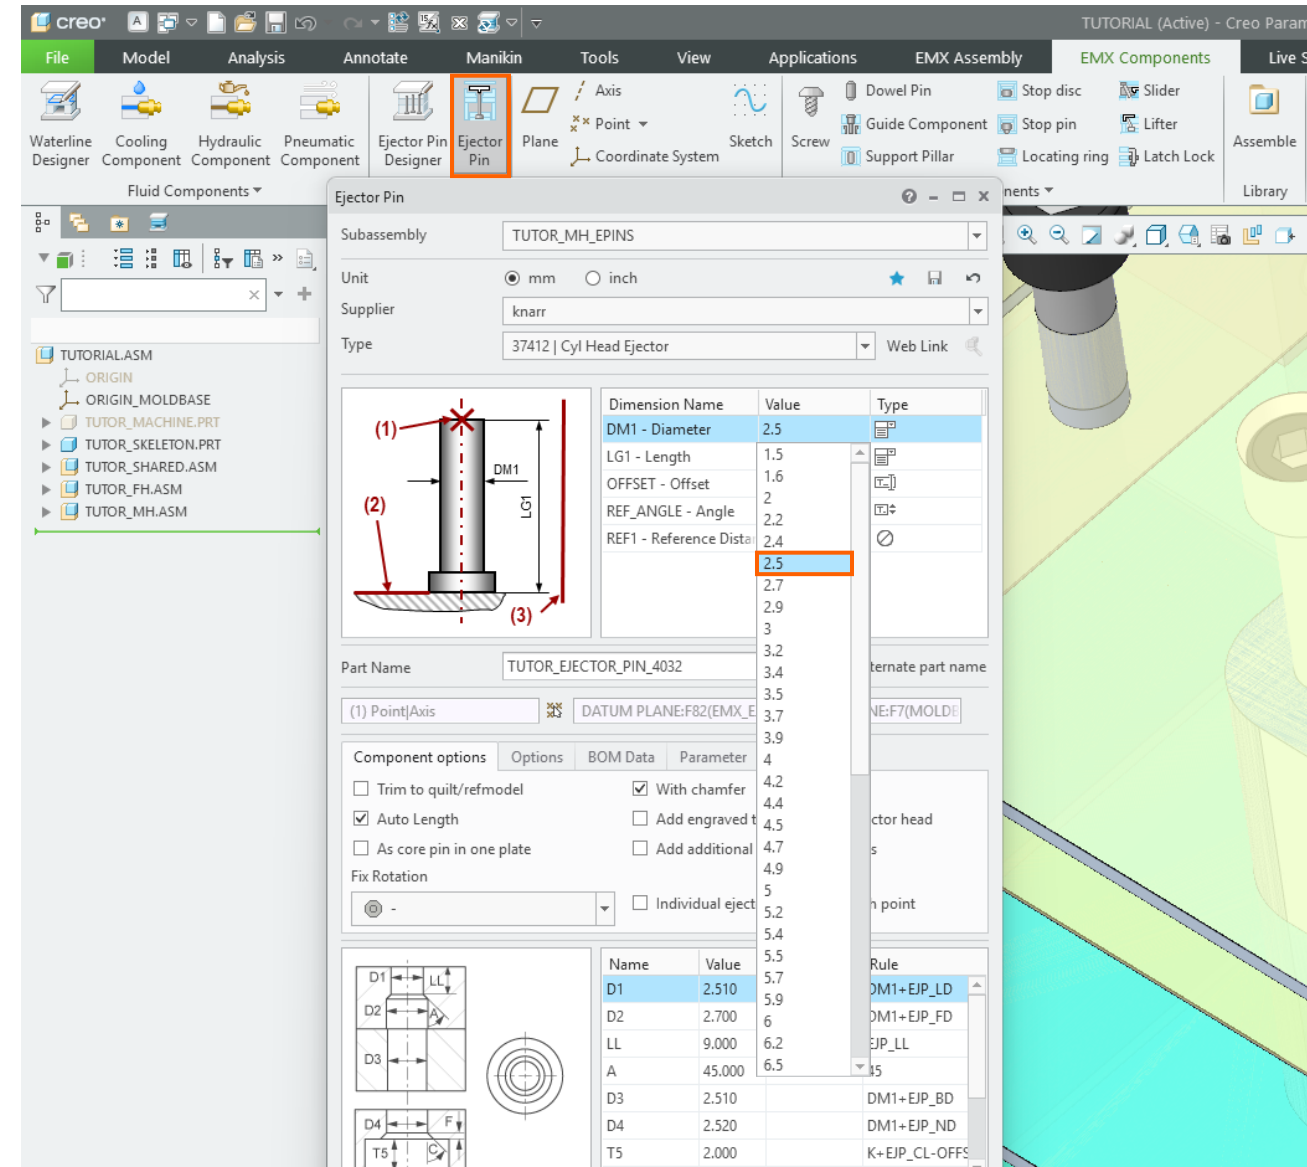 creo°
TUTORIAL (Active) - Creo Param
File Model Analysis Annotate Manikin Tools View Applications EMX Assembly EMX Components Live S
Waterline Designer
Cooling Component
Hydraulic Component
Pneumatic Component
Ejector Pin Designer
Ejector Pin
Plane
Axis
Point
Coordinate System
Sketch
Screw
Dowel Pin
Guide Component
Support Pillar
Stop disc
Stop pin
Locating ring
Slider
Lifter
Latch Lock
Assemble
Fluid Components
nents
Library
Ejector Pin
Subassembly TUTOR_MH_EPINS
Unit mm inch
Supplier knarr
Type 37412 | Cyl Head Ejector Web Link
TUTORIAL.ASM
ORIGIN
ORIGIN_MOLDBASE
TUTOR_MACHINE.PRT
TUTOR_SKELETON.PRT
TUTOR_SHARED.ASM
TUTOR_FH.ASM
TUTOR_MH.ASM
(1)
DM1
LG1
(2)
(3)
Dimension Name Value Type
DM1 - Diameter 2.5
LG1 - Length
OFFSET - Offset
REF_ANGLE - Angle
REF1 - Reference Dista
1.5
1.6
2
2.2
2.4
2.5
2.7
2.9
3
3.2
3.4
3.5
3.7
3.9
4
4.2
4.4
4.5
4.7
4.9
5
5.2
5.4
5.5
5.7
5.9
6
6.2
6.5
Part Name TUTOR_EJECTOR_PIN_4032 ternate part name
(1) Point|Axis DATUM PLANE:F82(EMX_E NE:F7(MOLDB
Component options Options BOM Data Parameter
Trim to quilt/refmodel With chamfer
Auto Length Add engraved t ctor head
As core pin in one plate Add additional s
Fix Rotation
- Individual eject n point
D1
LL
D2
A
D3
D4
F
T5
C
Name Value Rule
D1 2.510 DM1+EJP_LD
D2 2.700 DM1+EJP_FD
LL 9.000 EJP_LL
A 45.000 45
D3 2.510 DM1+EJP_BD
D4 2.520 DM1+EJP_ND
T5 2.000 K+EJP_CL-OFFS